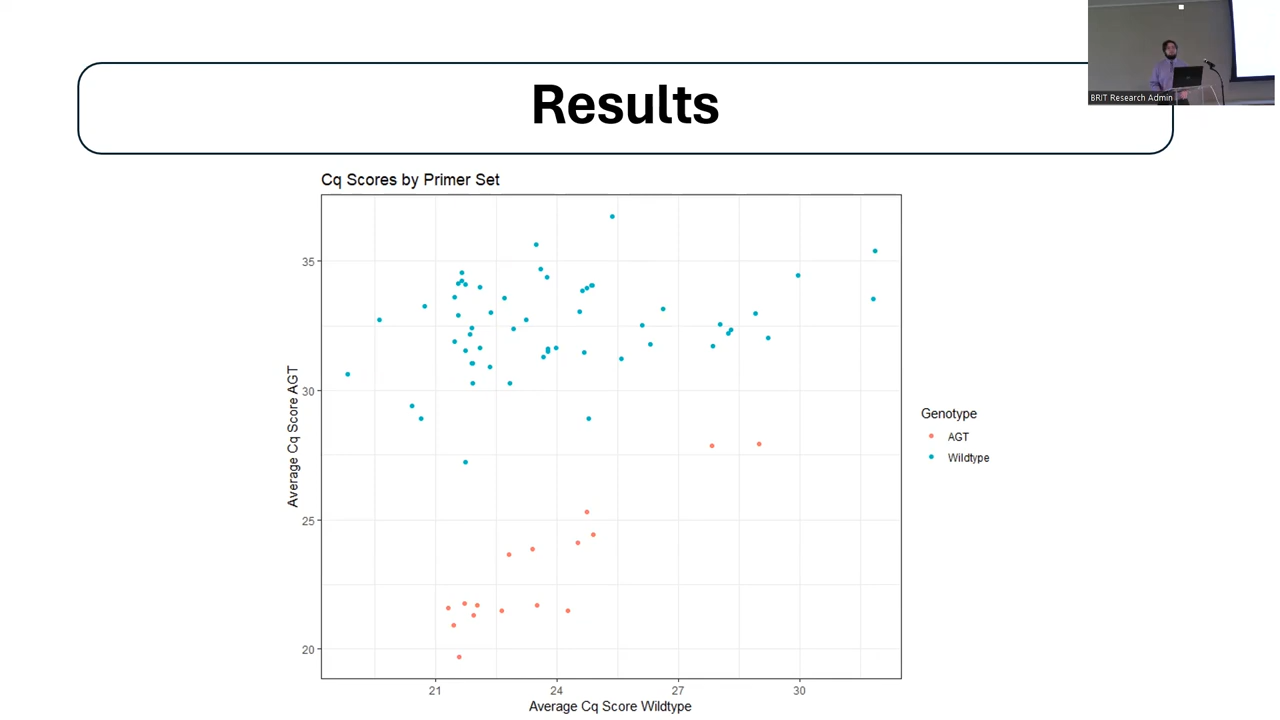 BRIT Research Admin
Results
Cq Scores by Primer Set
Average Cq Score AGT
35
30
25
20
21
24
27
30
Average Cq Score Wildtype
Genotype
AGT
Wildtype